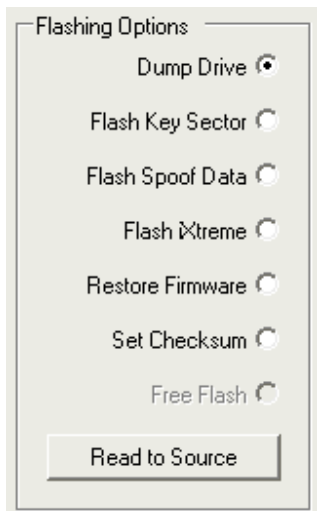 Flashing Options
Dump Drive
Flash Key Sector
Flash Spoof Data
Flash iXtreme
Restore Firmware
Set Checksum
Free Flash
Read to Source